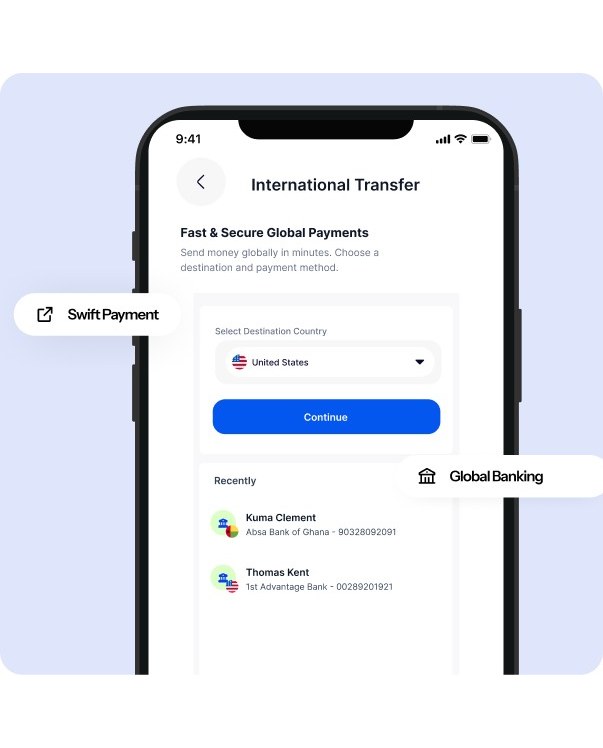 9:41
International Transfer
Fast & Secure Global Payments
Send money globally in minutes. Choose a
destination and payment method.
Swift Payment
Select Destination Country
United States
Continue
Global Banking
Recently
Kuma Clement
Absa Bank of Ghana - 90328092091
Thomas Kent
1st Advantage Bank - 00289201921